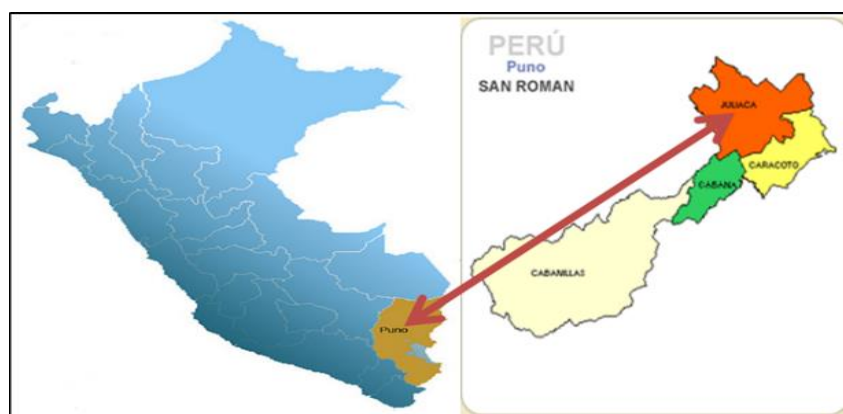 Puno
PERÚ
Puno
SAN ROMAN
JULIACA
CARACOTO
CABANA
CABANILLAS